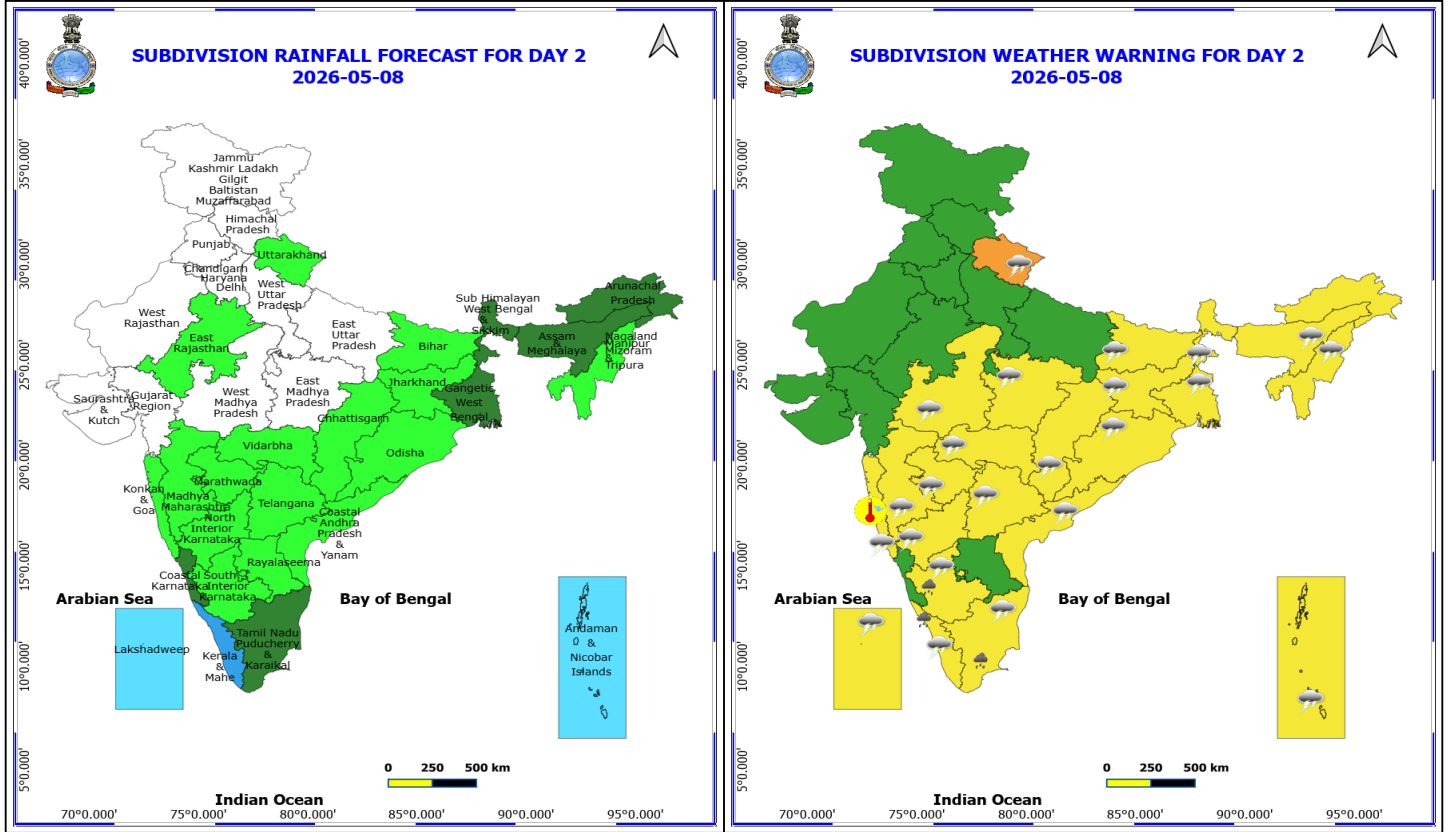 SUBDIVISION RAINFALL FORECAST FOR DAY 2
2026-05-08
40°0.000'
35°0.000'
30°0.000'
25°0.000'
20°0.000'
15°0.000'
10°0.000'
5°0.000'
Jammu
Kashmir Ladakh
Gilgit
Baltistan
Muzaffarabad
Himachal
Pradesh
Punjab
Uttarakhand
Chandigarh
Haryana
Delhi
West
Uttar
Pradesh
West
Rajasthan
East
Rajasthan
East
Uttar
Pradesh
Bihar
Sub Himalayan
West Bengal
&
Sikkim
Arunachal
Pradesh
Assam
&
Meghalaya
Nagaland
Manipur
Mizoram
&
Tripura
Jharkhand
Gangetic
West
Bengal
Saurashtra
&
Kutch
Gujarat
Region
West
Madhya
Pradesh
East
Madhya
Pradesh
Chhattisgarh
Vidarbha
Odisha
Konkan
&
Goa
Madhya
Maharashtra
Marathwada
Telangana
North
Interior
Karnataka
Coastal
Andhra
Pradesh
&
Yanam
Rayalaseema
Coastal
Karnataka
South
Interior
Karnataka
Arabian Sea
Bay of Bengal
Lakshadweep
Kerala
&
Mahe
Tamil Nadu
Puducherry
&
Karaikal
Andaman
&
Nicobar
Islands
0 250 500 km
Indian Ocean
70°0.000' 75°0.000' 80°0.000' 85°0.000' 90°0.000' 95°0.000'
SUBDIVISION WEATHER WARNING FOR DAY 2
2026-05-08
40°0.000'
35°0.000'
30°0.000'
25°0.000'
20°0.000'
15°0.000'
10°0.000'
5°0.000'
Arabian Sea
Bay of Bengal
0 250 500 km
Indian Ocean
70°0.000' 75°0.000' 80°0.000' 85°0.000' 90°0.000' 95°0.000'